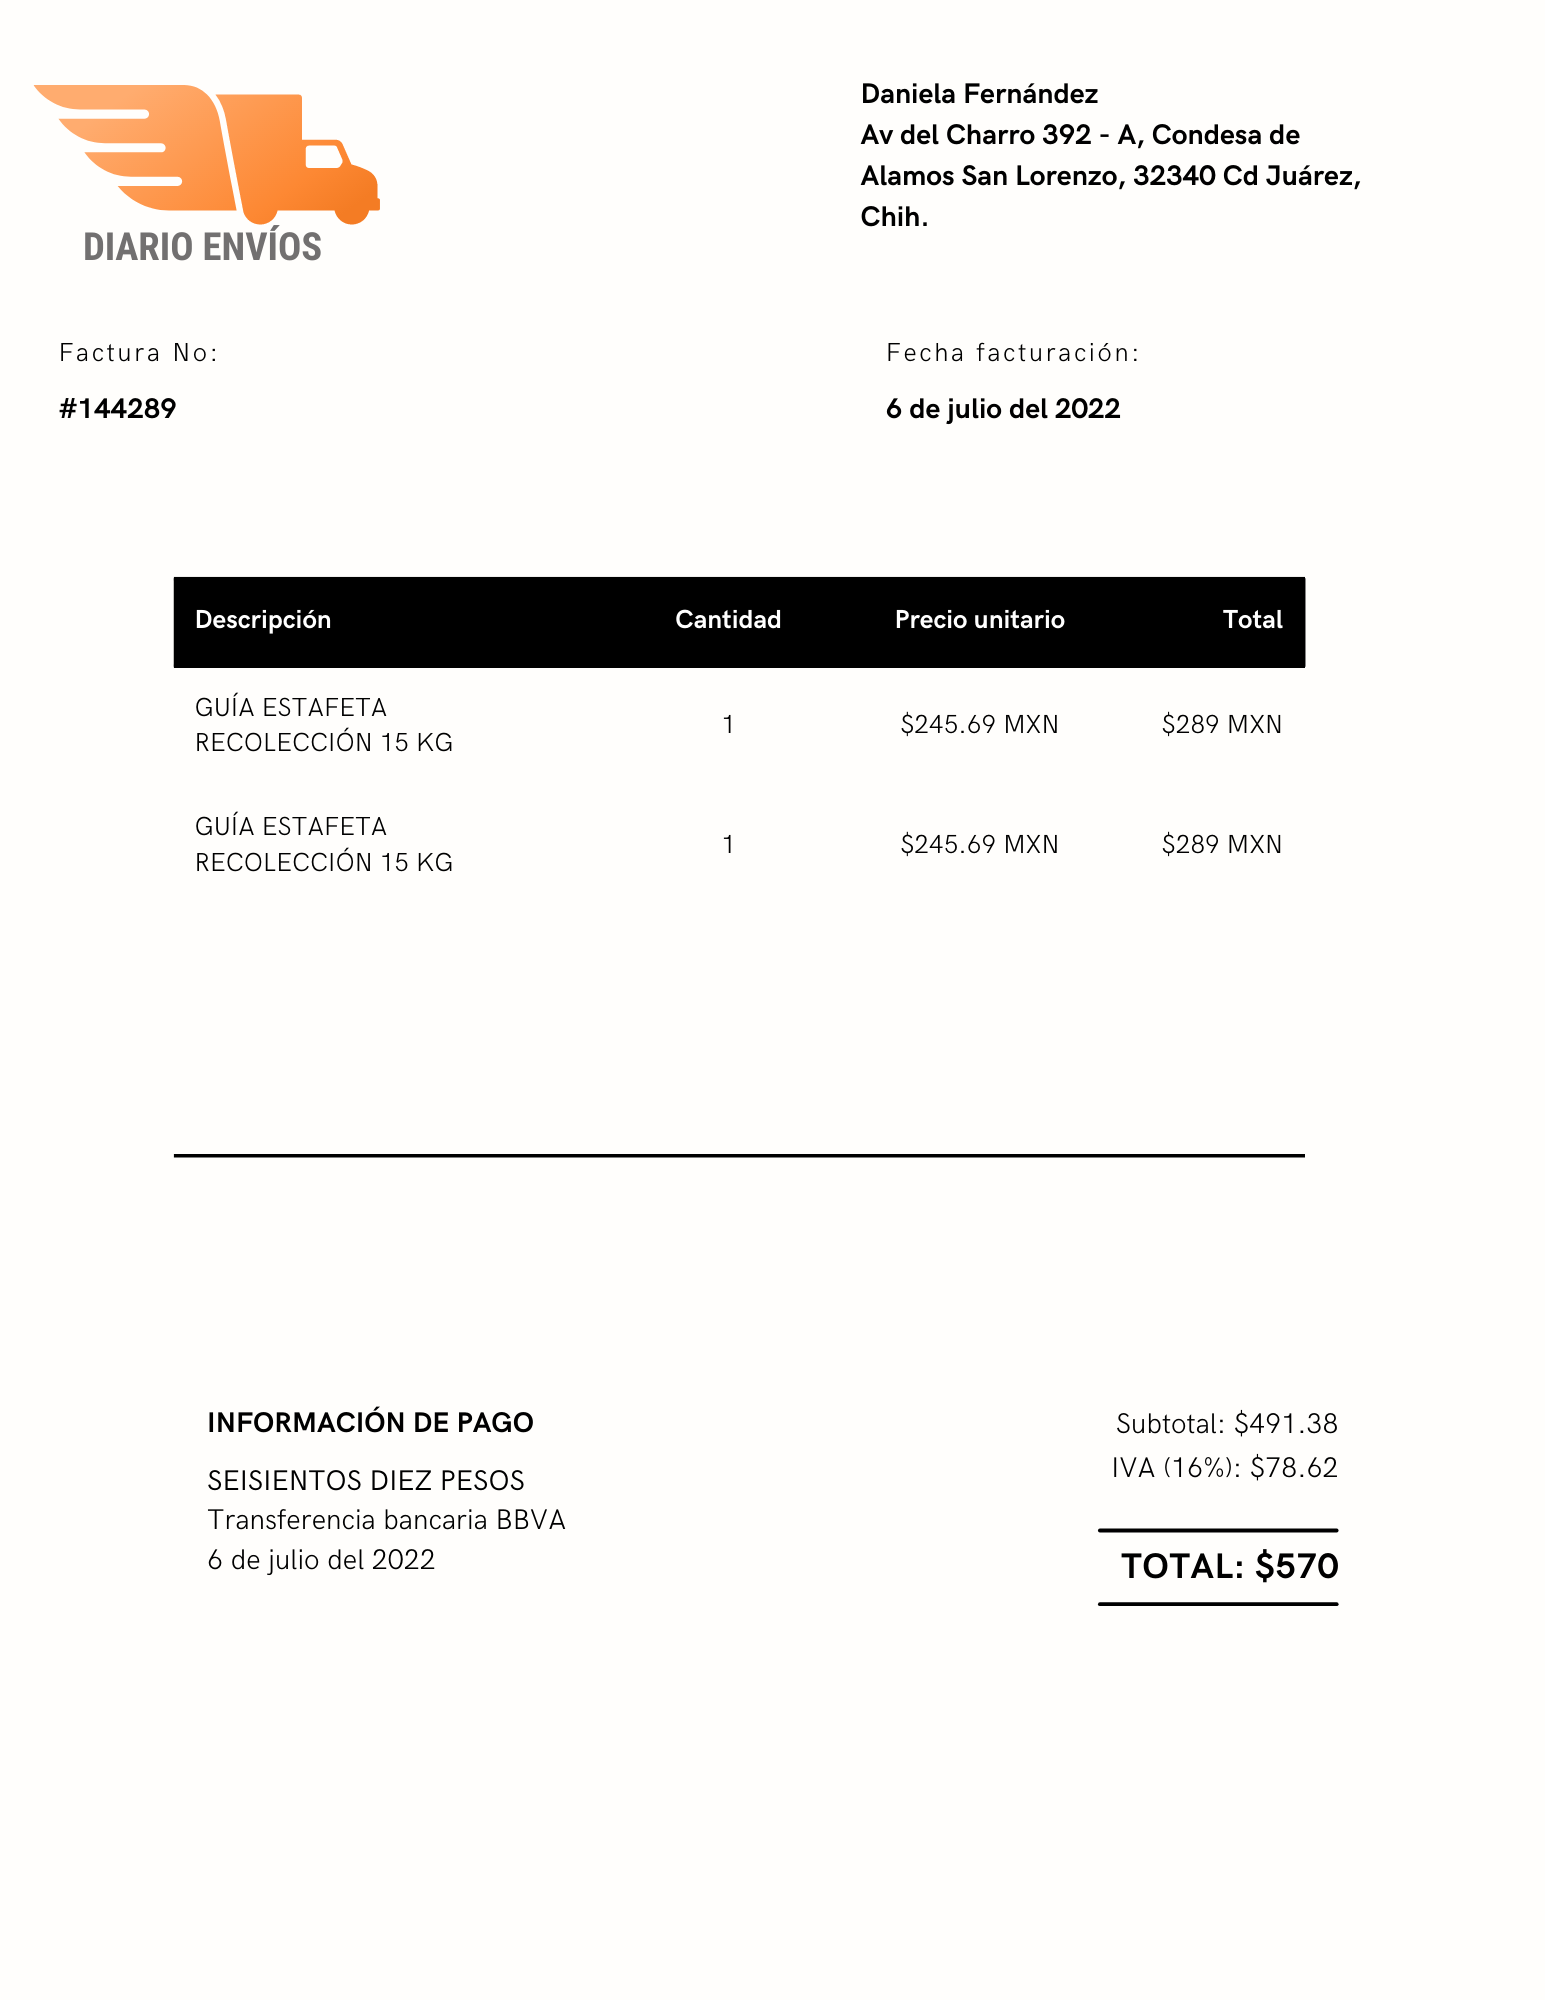 DIARIO ENVÍOS
Daniela Fernández
Av del Charro 392 - A, Condesa de
Alamos San Lorenzo, 32340 Cd Juárez,
Chih.
Factura No:
#144289
Fecha facturación:
6 de julio del 2022
Descripción Cantidad Precio unitario Total
GUÍA ESTAFETA
RECOLECCIÓN 15 KG
1 $245.69 MXN $289 MXN
GUÍA ESTAFETA
RECOLECCIÓN 15 KG
1 $245.69 MXN $289 MXN
INFORMACIÓN DE PAGO
SEISIENTOS DIEZ PESOS
Transferencia bancaria BBVA
6 de julio del 2022
Subtotal: $491.38
IVA (16%): $78.62
TOTAL: $570